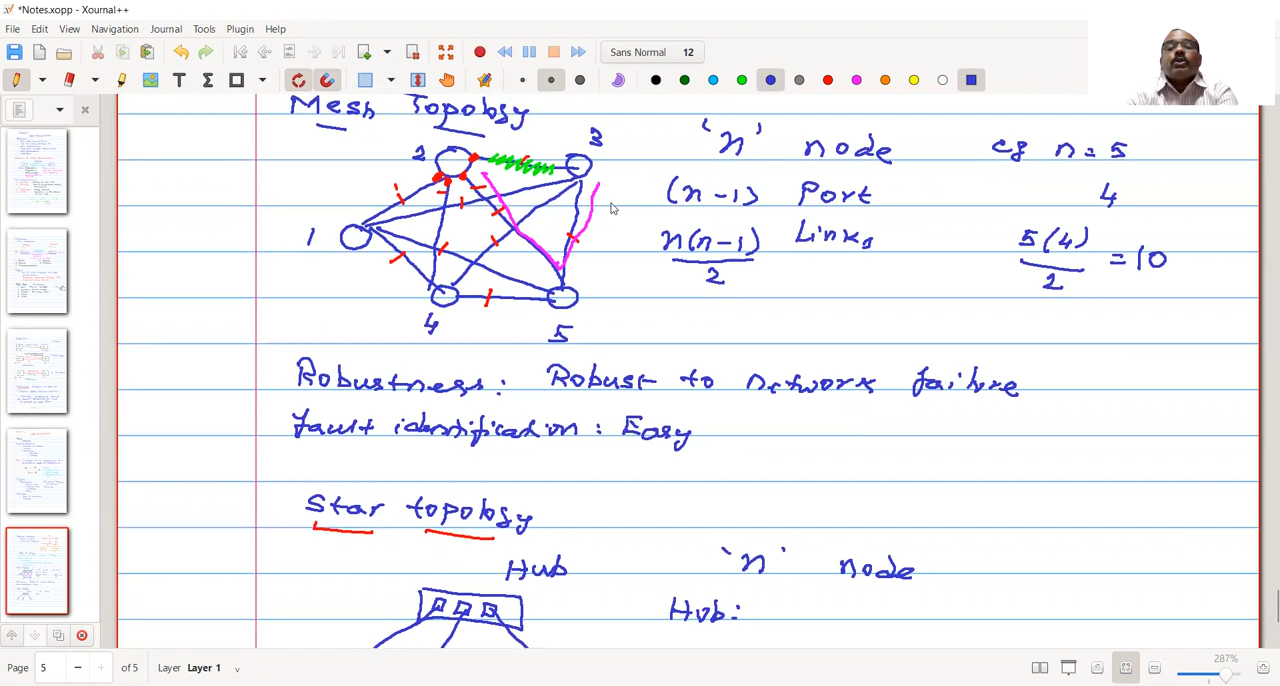 *Notes.xopp - Xournal++
File Edit View Navigation Journal Tools Plugin Help
Sans Normal 12
Mesh Topology
2
3
1
4
5
'n' node
(n-1) Port
n(n-1) Links
2
eg n = 5
4
5(4) = 10
2
Robustness: Robust to network failure
fault identification: Easy
Star topology
Hub
'n' node
Hub:
Page 5 of 5 Layer Layer 1
287%